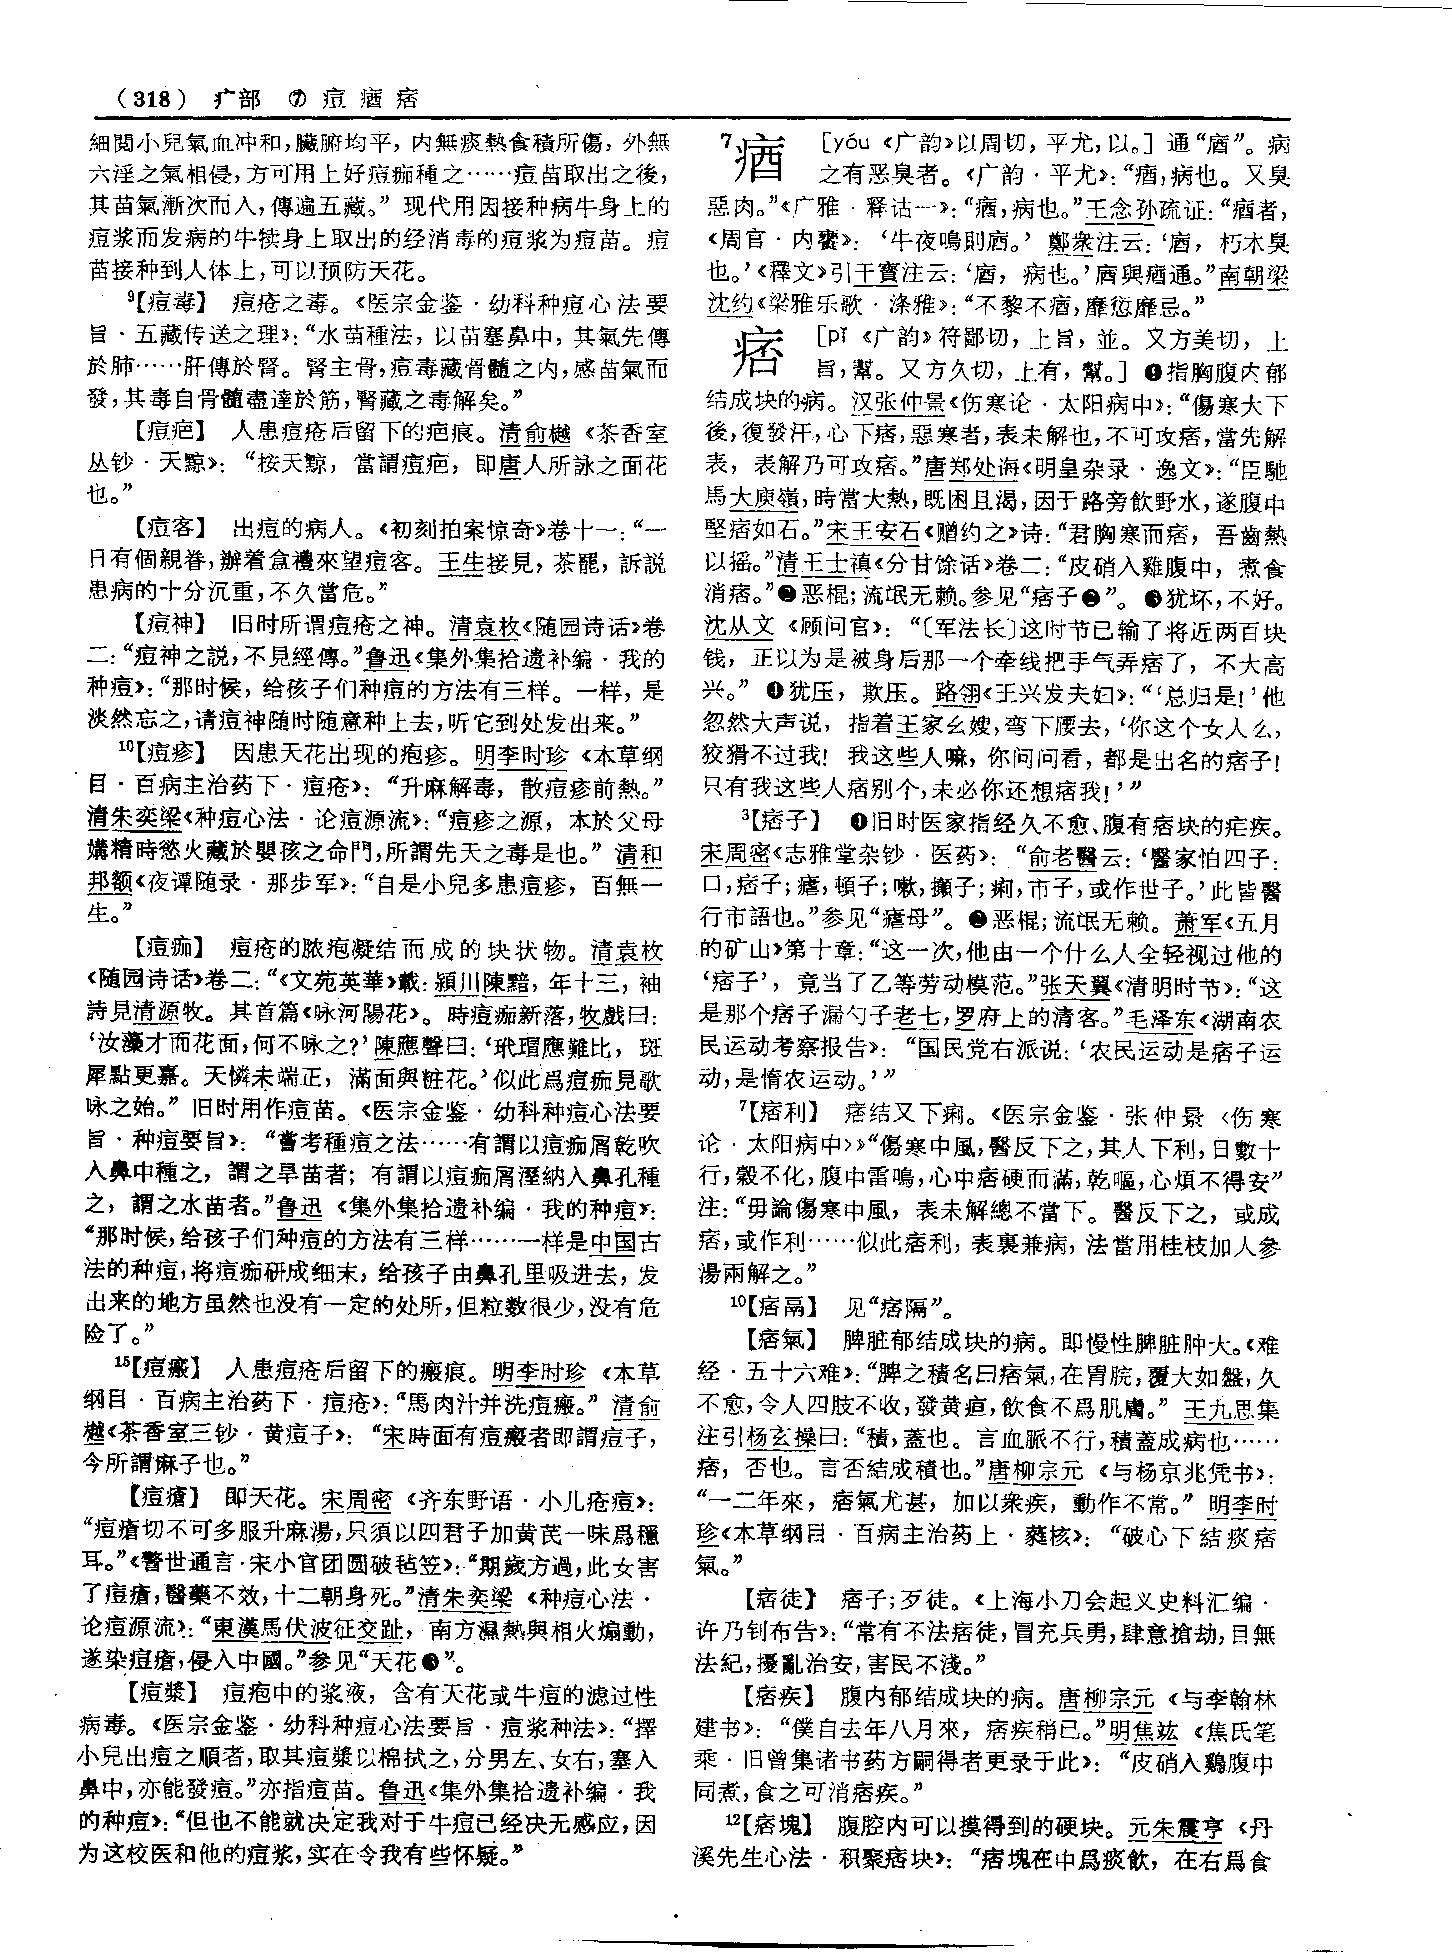 （318） 疒部 ⑦ 痘 㾞 痞
細閲小兒氣血冲和，臟腑均平，内無痰熱食積所傷，外無
六淫之氣相侵，方可用上好痘痂種之……痘苗取出之後，
其苗氣漸次而入，傳遍五藏。” 现代用因接种病牛身上的
痘浆而发病的牛犊身上取出的经消毒的痘浆为痘苗。痘
苗接种到人体上，可以预防天花。
⁹【痘毒】 痘疮之毒。《医宗金鉴·幼科种痘心法要
旨·五藏传送之理》：“水苗種法，以苗塞鼻中，其氣先傳
於肺……肝傳於腎。腎主骨，痘毒藏骨髓之内，感苗氣而
發，其毒自骨髓盡達於筋，腎藏之毒解矣。”
【痘疤】 人患痘疮后留下的疤痕。清俞樾《茶香室
丛钞·天黥》：“按天黥，當謂痘疤，即唐人所詠之面花
也。”
【痘客】 出痘的病人。《初刻拍案惊奇》卷十一：“一
日有個親眷，辦着盒禮來望痘客。王生接見，茶罷，訴説
患病的十分沉重，不久當危。”
【痘神】 旧时所谓痘疮之神。清袁枚《随园诗话》卷
二：“痘神之説，不見經傳。”鲁迅《集外集拾遗补编·我的
种痘》：“那时候，给孩子们种痘的方法有三样。一样，是
淡然忘之，请痘神随时随意种上去，听它到处发出来。”
¹⁰【痘疹】 因患天花出现的疱疹。明李时珍《本草纲
目·百病主治药下·痘疮》：“升麻解毒，散痘疹前熱。”
清朱奕梁《种痘心法·论痘源流》：“痘疹之源，本於父母
媾精時慾火藏於嬰孩之命門，所謂先天之毒是也。”清和
邦额《夜谭随录·那步军》：“自是小兒多患痘疹，百無一
生。”
【痘痂】 痘疮的脓疱凝结而成的块状物。清袁枚
《随园诗话》卷二：“《文苑英華》載：潁川陳黯，年十三，袖
詩見清源牧。其首篇《咏河陽花》。時痘痂新落，牧戲曰：
‘汝藻才而花面，何不咏之？’陳應聲曰：‘玳瑁應難比，斑
犀點更嘉。天憐未端正，滿面與粧花。’似此爲痘痂見歌
咏之始。” 旧时用作痘苗。《医宗金鉴·幼科种痘心法要
旨·种痘要旨》：“嘗考種痘之法……有謂以痘痂屑乾吹
入鼻中種之，謂之旱苗者；有謂以痘痂屑溼納入鼻孔種
之，謂之水苗者。”鲁迅《集外集拾遗补编·我的种痘》：
“那时候，给孩子们种痘的方法有三样………一样是中国古
法的种痘，将痘痂研成细末，给孩子由鼻孔里吸进去，发
出来的地方虽然也没有一定的处所，但粒数很少，没有危
险了。”
¹⁵【痘瘢】 人患痘疮后留下的瘢痕。明李时珍《本草
纲目·百病主治药下·痘疮》：“馬肉汁并洗痘瘢。” 清俞
樾《茶香室三钞·黄痘子》：“宋時面有痘瘢者即謂痘子，
今所謂麻子也。”
【痘瘡】 即天花。宋周密《齐东野语·小儿疮痘》：
“痘瘡切不可多服升麻湯，只須以四君子加黄芪一味爲穩
耳。”《警世通言·宋小官团圆破毡笠》：“期歲方過，此女害
了痘瘡，醫藥不效，十二朝身死。”清朱奕梁《种痘心法·
论痘源流》：“東漢馬伏波征交趾，南方濕熱與相火煽動，
遂染痘瘡，侵入中國。”参见“天花❸”。
【痘漿】 痘疱中的浆液，含有天花或牛痘的滤过性
病毒。《医宗金鉴·幼科种痘心法要旨·痘浆种法》：“擇
小兒出痘之順者，取其痘漿以棉拭之，分男左、女右，塞入
鼻中，亦能發痘。”亦指痘苗。鲁迅《集外集拾遗补编·我
的种痘》：“但也不能就决定我对于牛痘已经决无感应，因
为这校医和他的痘浆，实在令我有些怀疑。”
⁷㾞 [yóu《广韵》以周切，平尤，以。] 通“庮”。病
之有恶臭者。《广韵·平尤》：“㾞，病也。又臭
惡肉。”《广雅·释诂一》：“㾞，病也。”王念孙疏证：“㾞者，
《周官·内饔》：‘牛夜鳴則庮。’鄭衆注云：‘庮，朽木臭
也。’《釋文》引干寶注云：‘庮，病也。’庮與㾞通。”南朝梁
沈约《梁雅乐歌·涤雅》：“不黎不㾞，靡愆靡忌。”
痞 [pǐ《广韵》符鄙切，上旨，並。又方美切，上
旨，幫。又方久切，上有，幫。] ❶指胸腹内郁
结成块的病。汉张仲景《伤寒论·太阳病中》：“傷寒大下
後，復發汗，心下痞，惡寒者，表未解也，不可攻痞，當先解
表，表解乃可攻痞。”唐郑处诲《明皇杂录·逸文》：“臣馳
馬大庾嶺，時當大熱，既困且渴，因于路旁飲野水，遂腹中
堅痞如石。”宋王安石《赠约之》诗：“君胸寒而痞，吾齒熱
以摇。”清王士禛《分甘馀话》卷二：“皮硝入雞腹中，煮食
消痞。”❷恶棍；流氓无赖。参见“痞子❷”。❸犹坏，不好。
沈从文《顾问官》：“〔军法长〕这时节已输了将近两百块
钱，正以为是被身后那一个牵线把手气弄痞了，不大高
兴。” ❹犹压，欺压。路翎《王兴发夫妇》：“‘总归是！’他
忽然大声说，指着王家幺嫂，弯下腰去，‘你这个女人么，
狡猾不过我！我这些人嘛，你问问看，都是出名的痞子！
只有我这些人痞别个，未必你还想痞我！’”
³【痞子】 ❶旧时医家指经久不愈、腹有痞块的疟疾。
宋周密《志雅堂杂钞·医药》：“俞老醫云：‘醫家怕四子：
口，痞子；瘧，頓子；嗽，癩子；痢，市子，或作世子。’此皆醫
行市語也。”参见“瘧母”。❷恶棍；流氓无赖。萧军《五月
的矿山》第十章：“这一次，他由一个什么人全轻视过他的
‘痞子’，竟当了乙等劳动模范。”张天翼《清明时节》：“这
是那个痞子漏勺子老七，罗府上的清客。”毛泽东《湖南农
民运动考察报告》：“国民党右派说：‘农民运动是痞子运
动，是惰农运动。’”
⁷【痞利】 痞结又下痢。《医宗金鉴·张仲景〈伤寒
论·太阳病中〉》“傷寒中風，醫反下之，其人下利，日數十
行，穀不化，腹中雷鳴，心中痞硬而滿，乾嘔，心煩不得安”
注：“毋論傷寒中風，表未解總不當下。醫反下之，或成
痞，或作利……似此痞利，表裏兼病，法當用桂枝加人參
湯兩解之。”
¹⁰【痞鬲】 见“痞隔”。
【痞氣】 脾脏郁结成块的病。即慢性脾脏肿大。《难
经·五十六难》：“脾之積名曰痞氣，在胃脘，覆大如盤，久
不愈，令人四肢不收，發黄疸，飲食不爲肌膚。” 王九思集
注引杨玄操曰：“積，蓋也。言血脈不行，積蓋成病也……
痞，否也。言否結成積也。”唐柳宗元《与杨京兆凭书》：
“一二年來，痞氣尤甚，加以衆疾，動作不常。” 明李时
珍《本草纲目·百病主治药上·蕤核》：“破心下結痰痞
氣。”
【痞徒】 痞子；歹徒。《上海小刀会起义史料汇编·
许乃钊布告》：“常有不法痞徒，冒充兵勇，肆意搶劫，目無
法紀，擾亂治安，害民不淺。”
【痞疾】 腹内郁结成块的病。唐柳宗元《与李翰林
建书》：“僕自去年八月來，痞疾稍已。”明焦竑《焦氏笔
乘·旧曾集诸书药方嗣得者更录于此》：“皮硝入鷄腹中
同煮，食之可消痞疾。”
¹²【痞塊】 腹腔内可以摸得到的硬块。元朱震亨《丹
溪先生心法·积聚痞块》：“痞塊在中爲痰飲，在右爲食